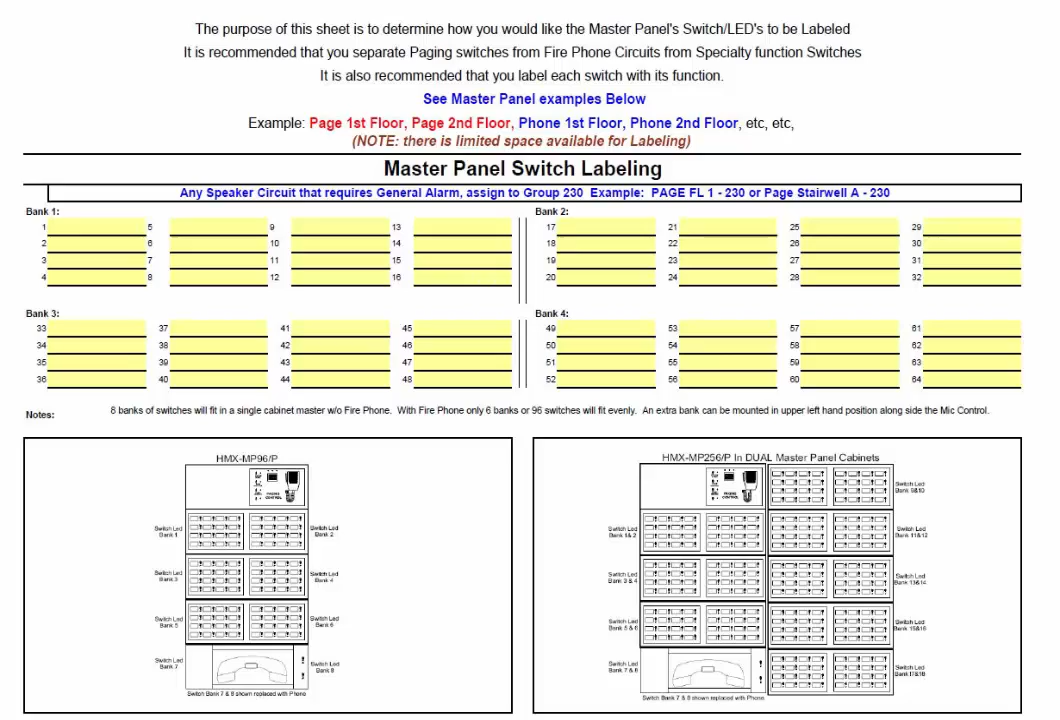 The purpose of this sheet is to determine how you would like the Master Panel's Switch/LED's to be Labeled
It is recommended that you separate Paging switches from Fire Phone Circuits from Specialty function Switches
It is also recommended that you label each switch with its function.
See Master Panel examples Below
Example: Page 1st Floor, Page 2nd Floor, Phone 1st Floor, Phone 2nd Floor, etc, etc,
(NOTE: there is limited space available for Labeling)
Master Panel Switch Labeling
Any Speaker Circuit that requires General Alarm, assign to Group 230 Example: PAGE FL 1 - 230 or Page Stairwell A - 230
Bank 1: Bank 2:
1 5 9 13 17 21 25 29
2 6 10 14 18 22 26 30
3 7 11 15 19 23 27 31
4 8 12 16 20 24 28 32
Bank 3: Bank 4:
33 37 41 45 49 53 57 61
34 38 42 46 50 54 58 62
35 39 43 47 51 55 59 63
36 40 44 48 52 56 60 64
Notes: 8 banks of switches will fit in a single cabinet master w/o Fire Phone. With Fire Phone only 6 banks or 96 switches will fit evenly. An extra bank can be mounted in upper left hand position along side the Mic Control.
HMX-MP96/P
Switch Led
Bank 1
Switch Led
Bank 2
Switch Led
Bank 3
Switch Led
Bank 4
Switch Led
Bank 5
Switch Led
Bank 6
Switch Led
Bank 7
Switch Led
Bank 8
Switch Bank 7 & 8 shown replaced with Phone
HMX-MP256/P In DUAL Master Panel Cabinets
Switch Led
Bank 9&10
Switch Led
Bank 1& 2
Switch Led
Bank 11&12
Switch Led
Bank 3 & 4
Switch Led
Bank 13&14
Switch Led
Bank 5 & 6
Switch Led
Bank 15&16
Switch Led
Bank 7 & 8
Switch Led
Switch Bank 7 & 8 shown replaced with Phone